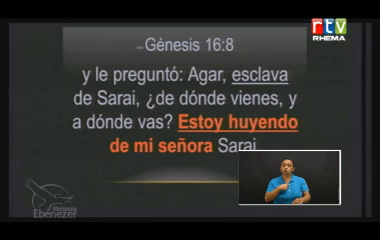 rtv
RHEMA
Génesis 16:8
y le preguntó: Agar, esclava
de Sarai, ¿de dónde vienes, y
a dónde vas? Estoy huyendo
de mi señora Sarai
Ministerios
Ebenezer